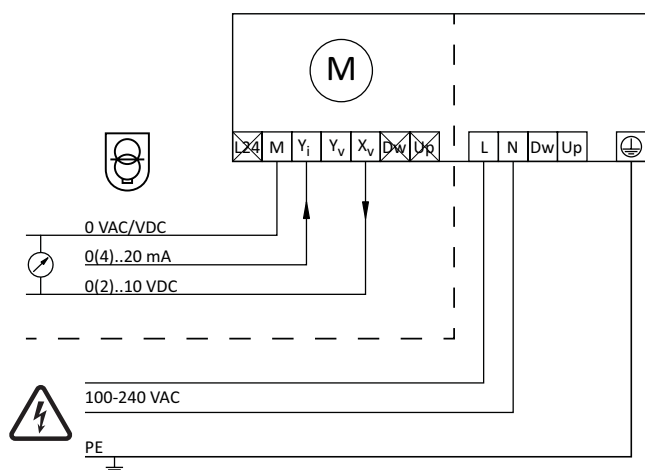 M
L24 M Yi Yv Xv Dw Up L N Dw Up
0 VAC/VDC
0(4)..20 mA
0(2)..10 VDC
100-240 VAC
PE